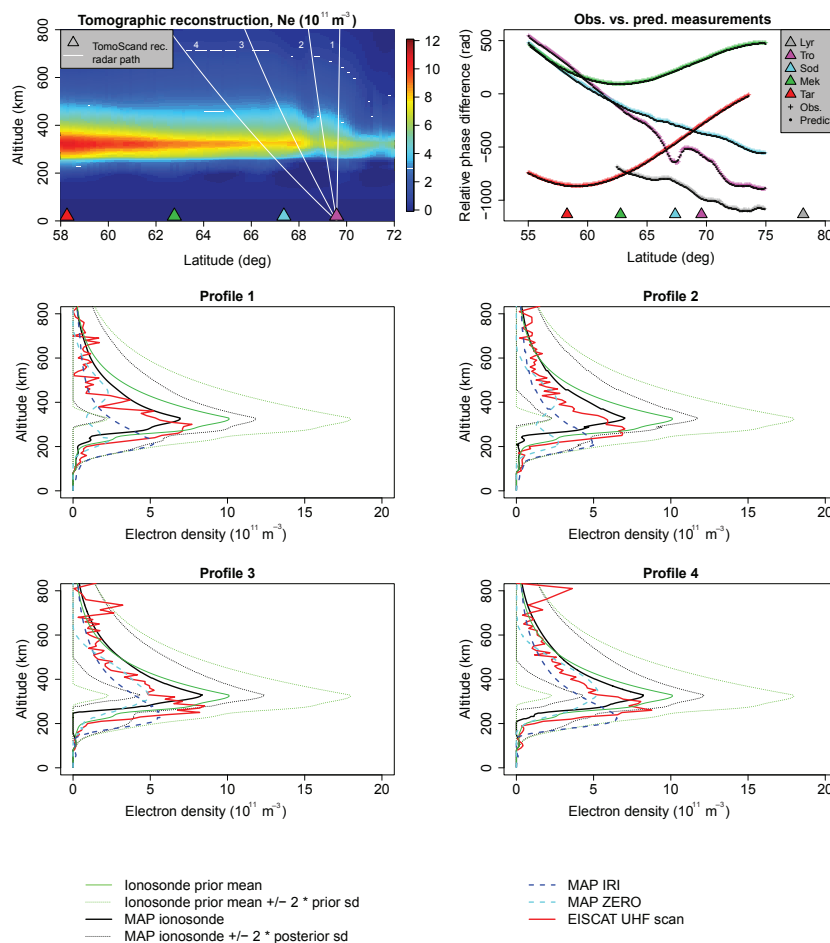 Tomographic reconstruction, Ne (10¹¹ m⁻³)
TomoScand rec.
radar path
4
3
2
1
Altitude (km)
800
600
400
200
0
58
60
62
64
66
68
70
72
Latitude (deg)
12
10
8
6
4
2
0
Obs. vs. pred. measurements
Relative phase difference (rad)
500
0
−500
−1000
55
60
65
70
75
80
Latitude (deg)
Lyr
Tro
Sod
Mek
Tar
Obs.
Predic
Profile 1
Altitude (km)
800
600
400
200
0
0
5
10
15
20
Electron density (10¹¹ m⁻³)
Profile 2
Altitude (km)
800
600
400
200
0
0
5
10
15
20
Electron density (10¹¹ m⁻³)
Profile 3
Altitude (km)
800
600
400
200
0
0
5
10
15
20
Electron density (10¹¹ m⁻³)
Profile 4
Altitude (km)
800
600
400
200
0
0
5
10
15
20
Electron density (10¹¹ m⁻³)
Ionosonde prior mean
Ionosonde prior mean +/− 2 * prior sd
MAP ionosonde
MAP ionosonde +/− 2 * posterior sd
MAP IRI
MAP ZERO
EISCAT UHF scan